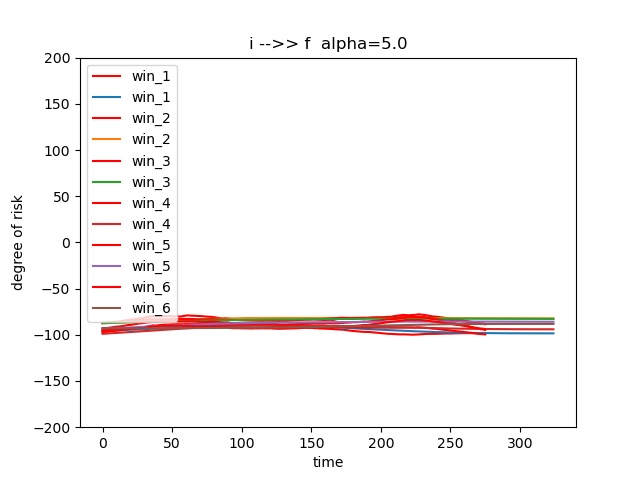 i -->> f  alpha=5.0
degree of risk
200
150
100
50
0
−50
−100
−150
−200
win_1
win_1
win_2
win_2
win_3
win_3
win_4
win_4
win_5
win_5
win_6
win_6
0
50
100
150
200
250
300
time